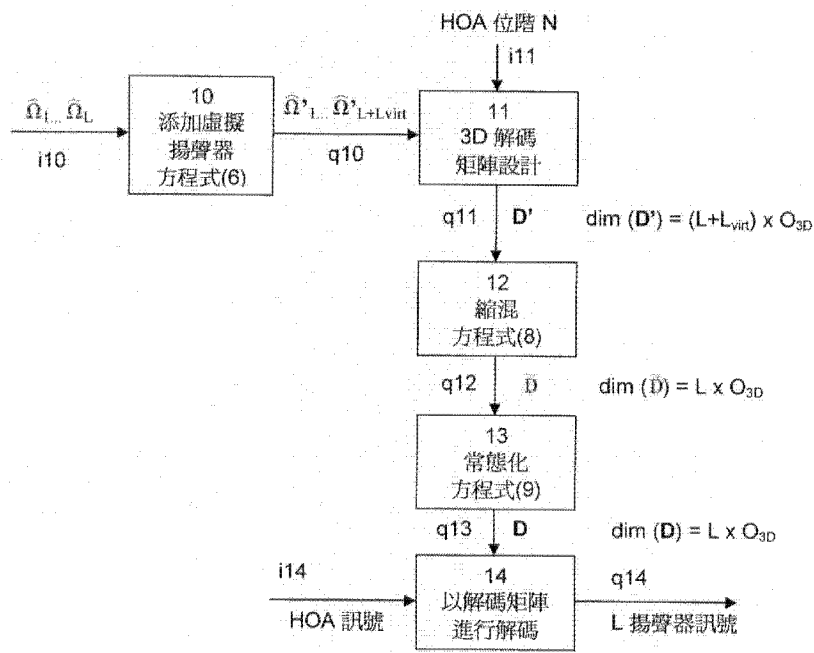 HOA 位階 N
i11
Ω̂L... Ω̂L
i10
10
添加虛擬
揚聲器
方程式(6)
Ω̂'L... Ω̂'L+Lvirt
q10
11
3D 解碼
矩陣設計
q11 D' dim (D') = (L+Lvirt) x O3D
12
縮混
方程式(8)
q12 D̃ dim (D̃) = L x O3D
13
常態化
方程式(9)
q13 D dim (D) = L x O3D
i14
HOA 訊號
14
以解碼矩陣
進行解碼
q14
L 揚聲器訊號